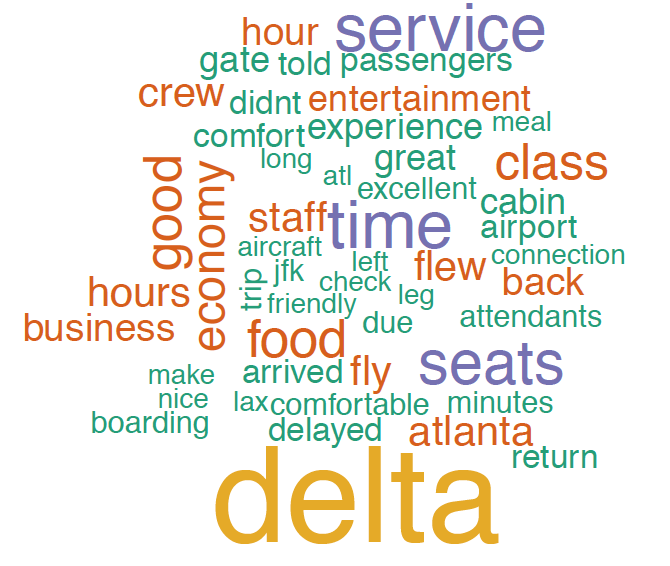 hour service
gate told passengers
crew didnt entertainment
comfort experience meal
long great class
atl excellent cabin
good economy staff time airport
aircraft left flew connection
hours trip jfk check back
friendly leg
business food due attendants
make arrived fly seats
nice lax comfortable minutes
boarding delayed atlanta
return
delta